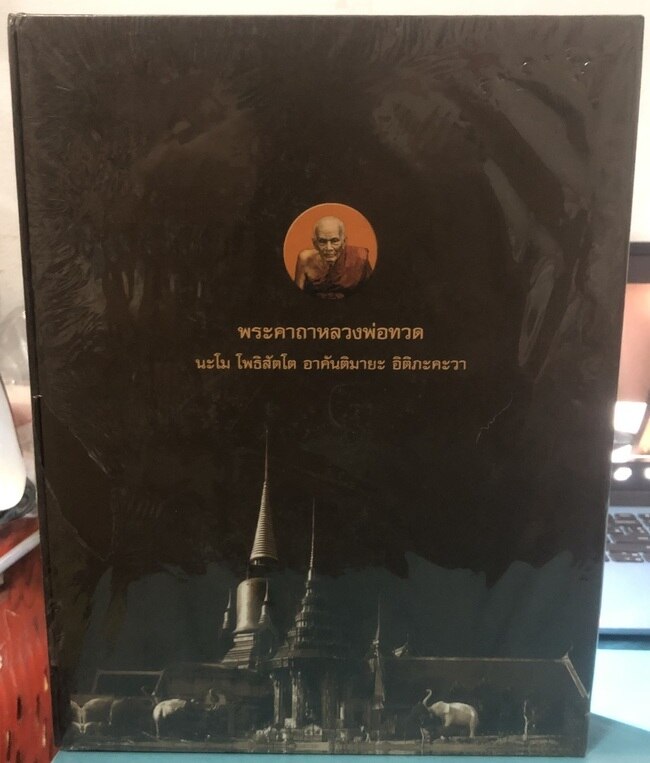 พระคาถาหลวงพ่อทวด
นะโม โพธิสัตโต อาคันติมายะ อิติภะคะวา